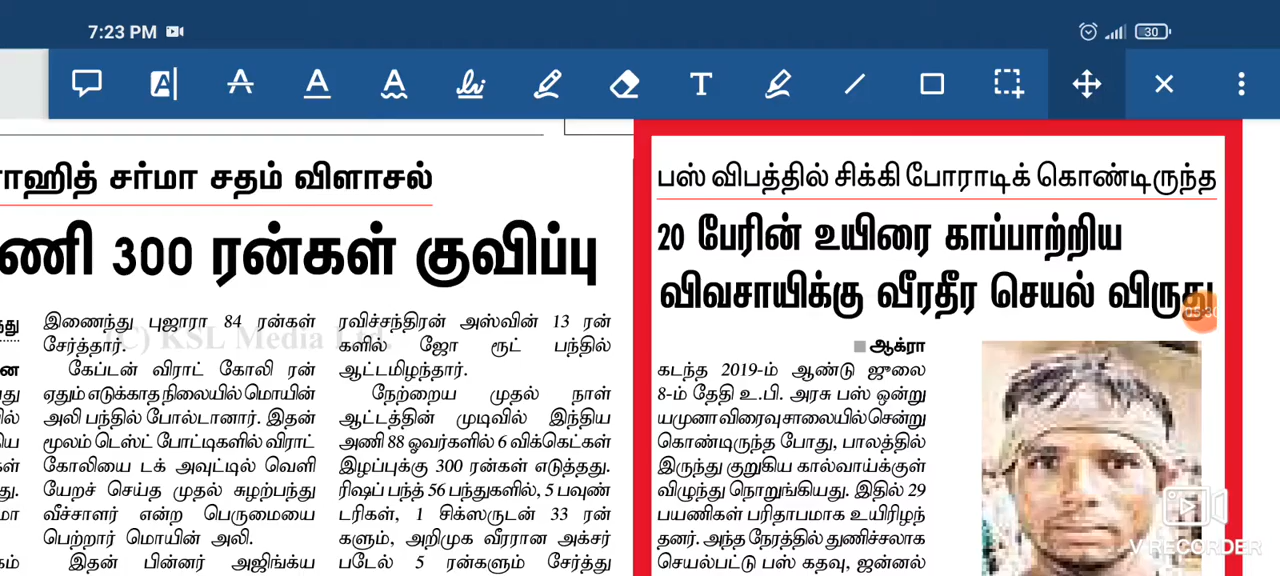 7:23 PM
30
A
A
A
A
T
ாஹித் சர்மா சதம் விளாசல்
ணி 300 ரன்கள் குவிப்பு
இணைந்து புஜாரா 84 ரன்கள்
சேர்த்தார்.
கேப்டன் விராட் கோலி ரன்
ஏதும் எடுக்காத நிலையில் மொயின்
அலி பந்தில் போல்டானார். இதன்
மூலம் டெஸ்ட் போட்டிகளில் விராட்
கோலியை டக் அவுட்டில் வெளி
யேறச் செய்த முதல் சுழற்பந்து
வீச்சாளர் என்ற பெருமையை
பெற்றார் மொயின் அலி.
இதன் பின்னர் அஜிங்க்ய
ரவிச்சந்திரன் அஸ்வின் 13 ரன்
களில் ஜோ ரூட் பந்தில்
ஆட்டமிழந்தார்.
நேற்றைய முதல் நாள்
ஆட்டத்தின் முடிவில் இந்திய
அணி 88 ஓவர்களில் 6 விக்கெட்கள்
இழப்புக்கு 300 ரன்கள் எடுத்தது.
ரிஷப் பந்த் 56 பந்துகளில், 5 பவுண்
டரிகள், 1 சிக்ஸருடன் 33 ரன்
களும், அறிமுக வீரரான அக்சர்
படேல் 5 ரன்களும் சேர்த்து
(C) KSL Media Ltd.
பஸ் விபத்தில் சிக்கி போராடிக் கொண்டிருந்த
20 பேரின் உயிரை காப்பாற்றிய
விவசாயிக்கு வீரதீர செயல் விருது
ஆக்ரா
கடந்த 2019-ம் ஆண்டு ஜூலை
8-ம் தேதி உ.பி. அரசு பஸ் ஒன்று
யமுனா விரைவு சாலையில் சென்று
கொண்டிருந்த போது, பாலத்தில்
இருந்து குறுகிய கால்வாய்க்குள்
விழுந்து நொறுங்கியது. இதில் 29
பயணிகள் பரிதாபமாக உயிரிழந்
தனர். அந்த நேரத்தில் துணிச்சலாக
செயல்பட்டு பஸ் கதவு, ஜன்னல்
05:30
V RECORDER